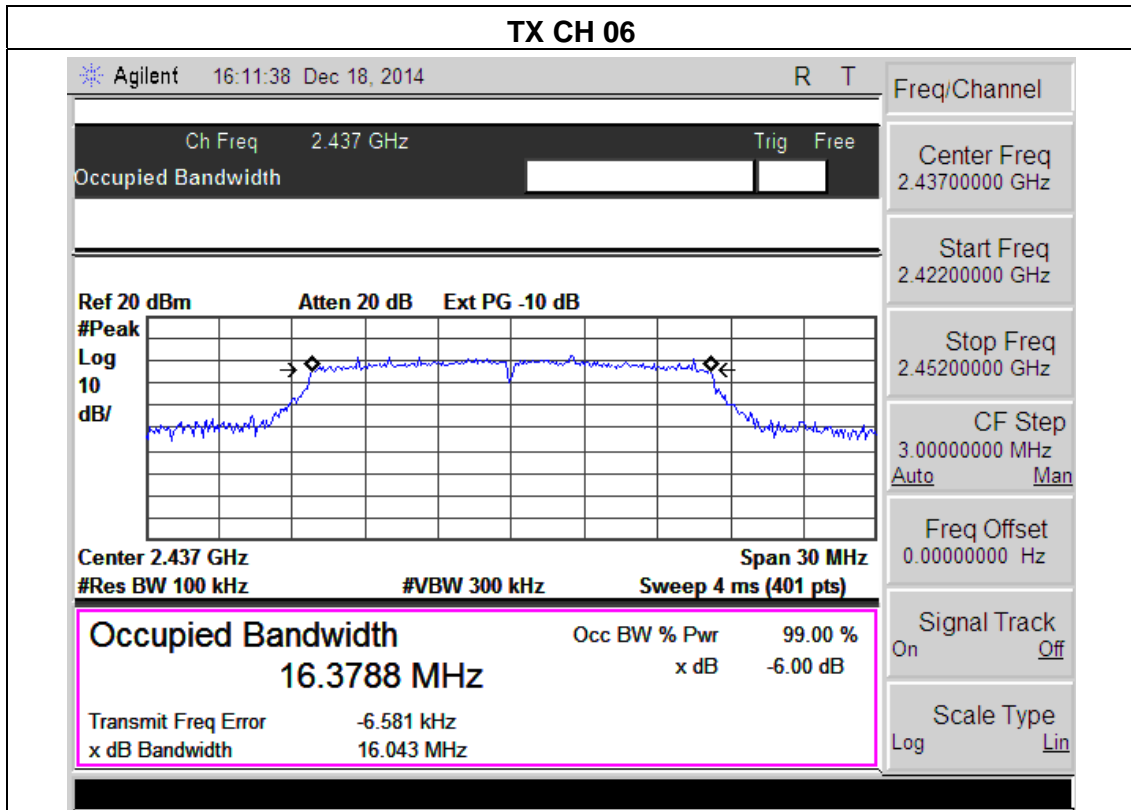 TX CH 06
Agilent 16:11:38 Dec 18, 2014 R T
Freq/Channel
Ch Freq 2.437 GHz Trig Free
Occupied Bandwidth
Center Freq
2.43700000 GHz
Start Freq
2.42200000 GHz
Stop Freq
2.45200000 GHz
CF Step
3.00000000 MHz
Auto Man
Freq Offset
0.00000000 Hz
Signal Track
On Off
Scale Type
Log Lin
Ref 20 dBm Atten 20 dB Ext PG -10 dB
#Peak
Log
10
dB/
Center 2.437 GHz Span 30 MHz
#Res BW 100 kHz #VBW 300 kHz Sweep 4 ms (401 pts)
Occupied Bandwidth Occ BW % Pwr 99.00 %
16.3788 MHz x dB -6.00 dB
Transmit Freq Error -6.581 kHz
x dB Bandwidth 16.043 MHz